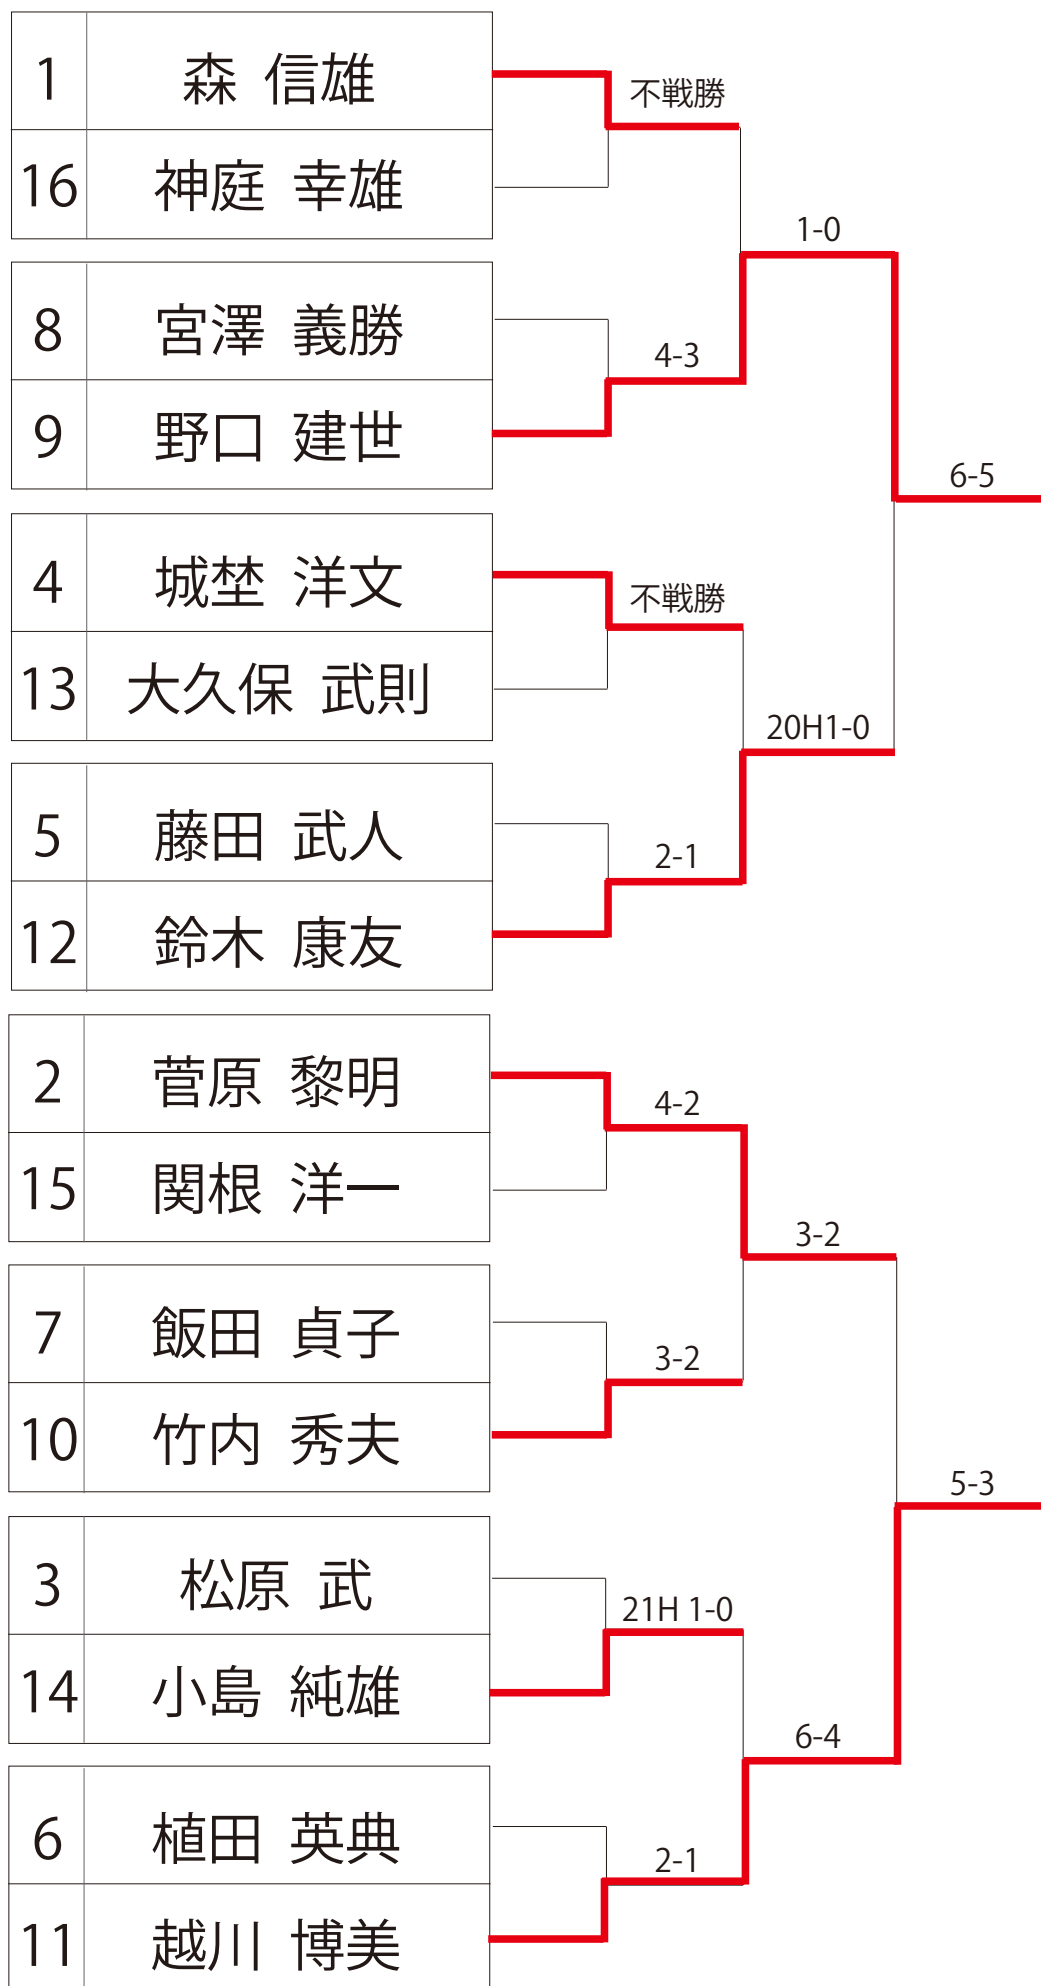 1 森 信雄
不戦勝
16 神庭 幸雄
1-0
8 宮澤 義勝
4-3
9 野口 建世
6-5
4 城埜 洋文
不戦勝
13 大久保 武則
20H1-0
5 藤田 武人
2-1
12 鈴木 康友
2 菅原 黎明
4-2
15 関根 洋一
3-2
7 飯田 貞子
3-2
10 竹内 秀夫
5-3
3 松原 武
21H 1-0
14 小島 純雄
6-4
6 植田 英典
2-1
11 越川 博美